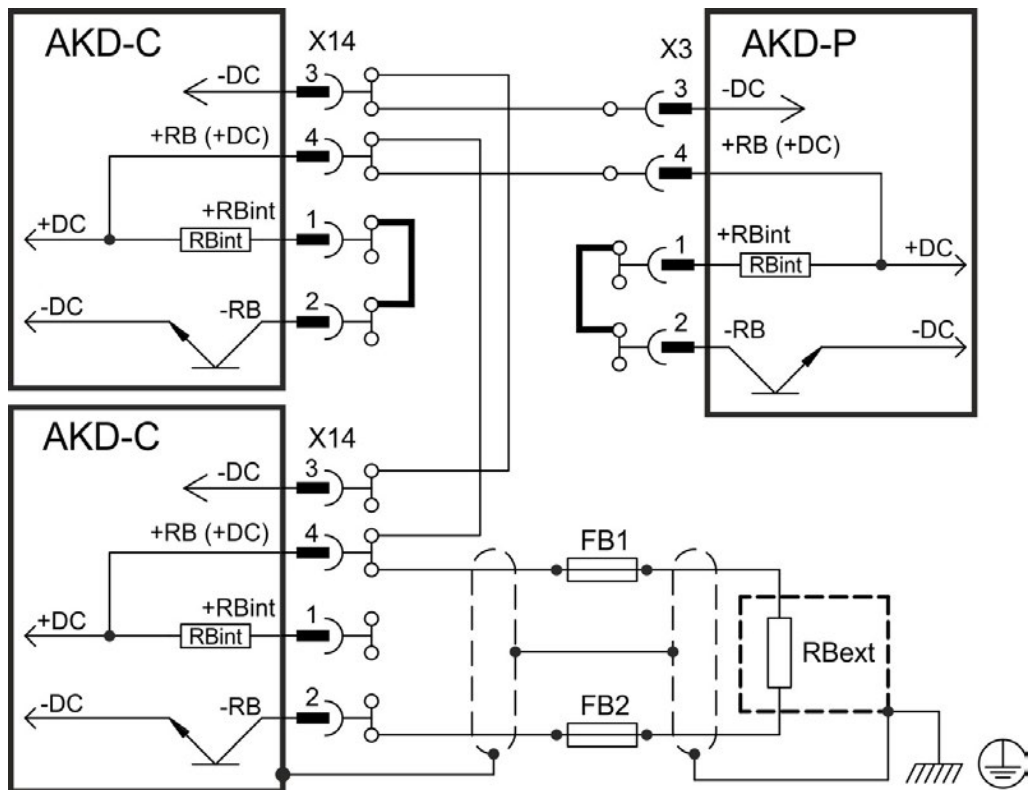 AKD-C
X14
-DC
3
+RB (+DC)
4
+DC
+RBint
RBint
1
-DC
-RB
2
X3
AKD-P
3
-DC
4
+RB (+DC)
1
+RBint
RBint
+DC
2
-RB
-DC
AKD-C
X14
-DC
3
+RB (+DC)
4
+DC
+RBint
RBint
1
-DC
-RB
2
FB1
RBext
FB2